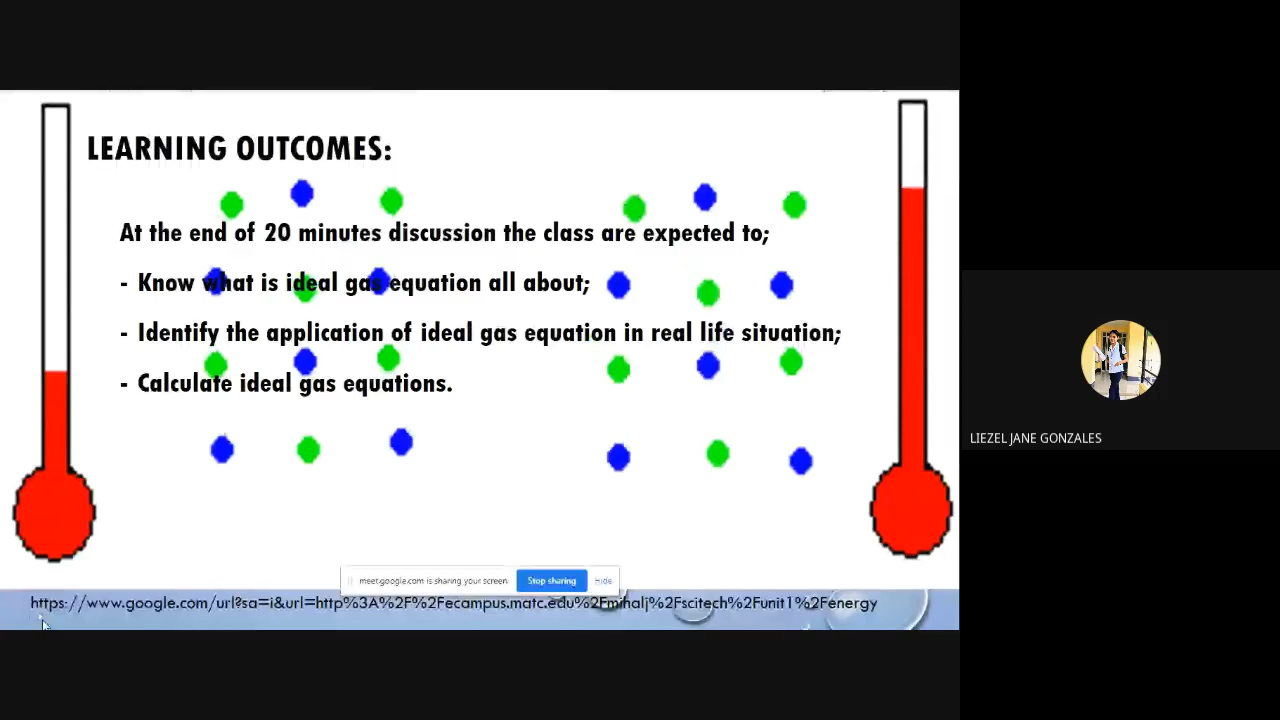 LEARNING OUTCOMES:
At the end of 20 minutes discussion the class are expected to;
- Know what is ideal gas equation all about;
- Identify the application of ideal gas equation in real life situation;
- Calculate ideal gas equations.
LIEZEL JANE GONZALES
meet.google.com is sharing your screen
Stop sharing
Hide
https://www.google.com/url?sa=i&url=http%3A%2F%2Fecampus.matc.edu%2Fmihalj%2Fscitech%2Funit1%2Fenergy